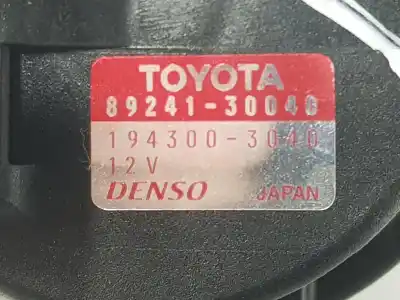 TOYOTA
89241-30040
194300-3040
12V
DENSO JAPAN